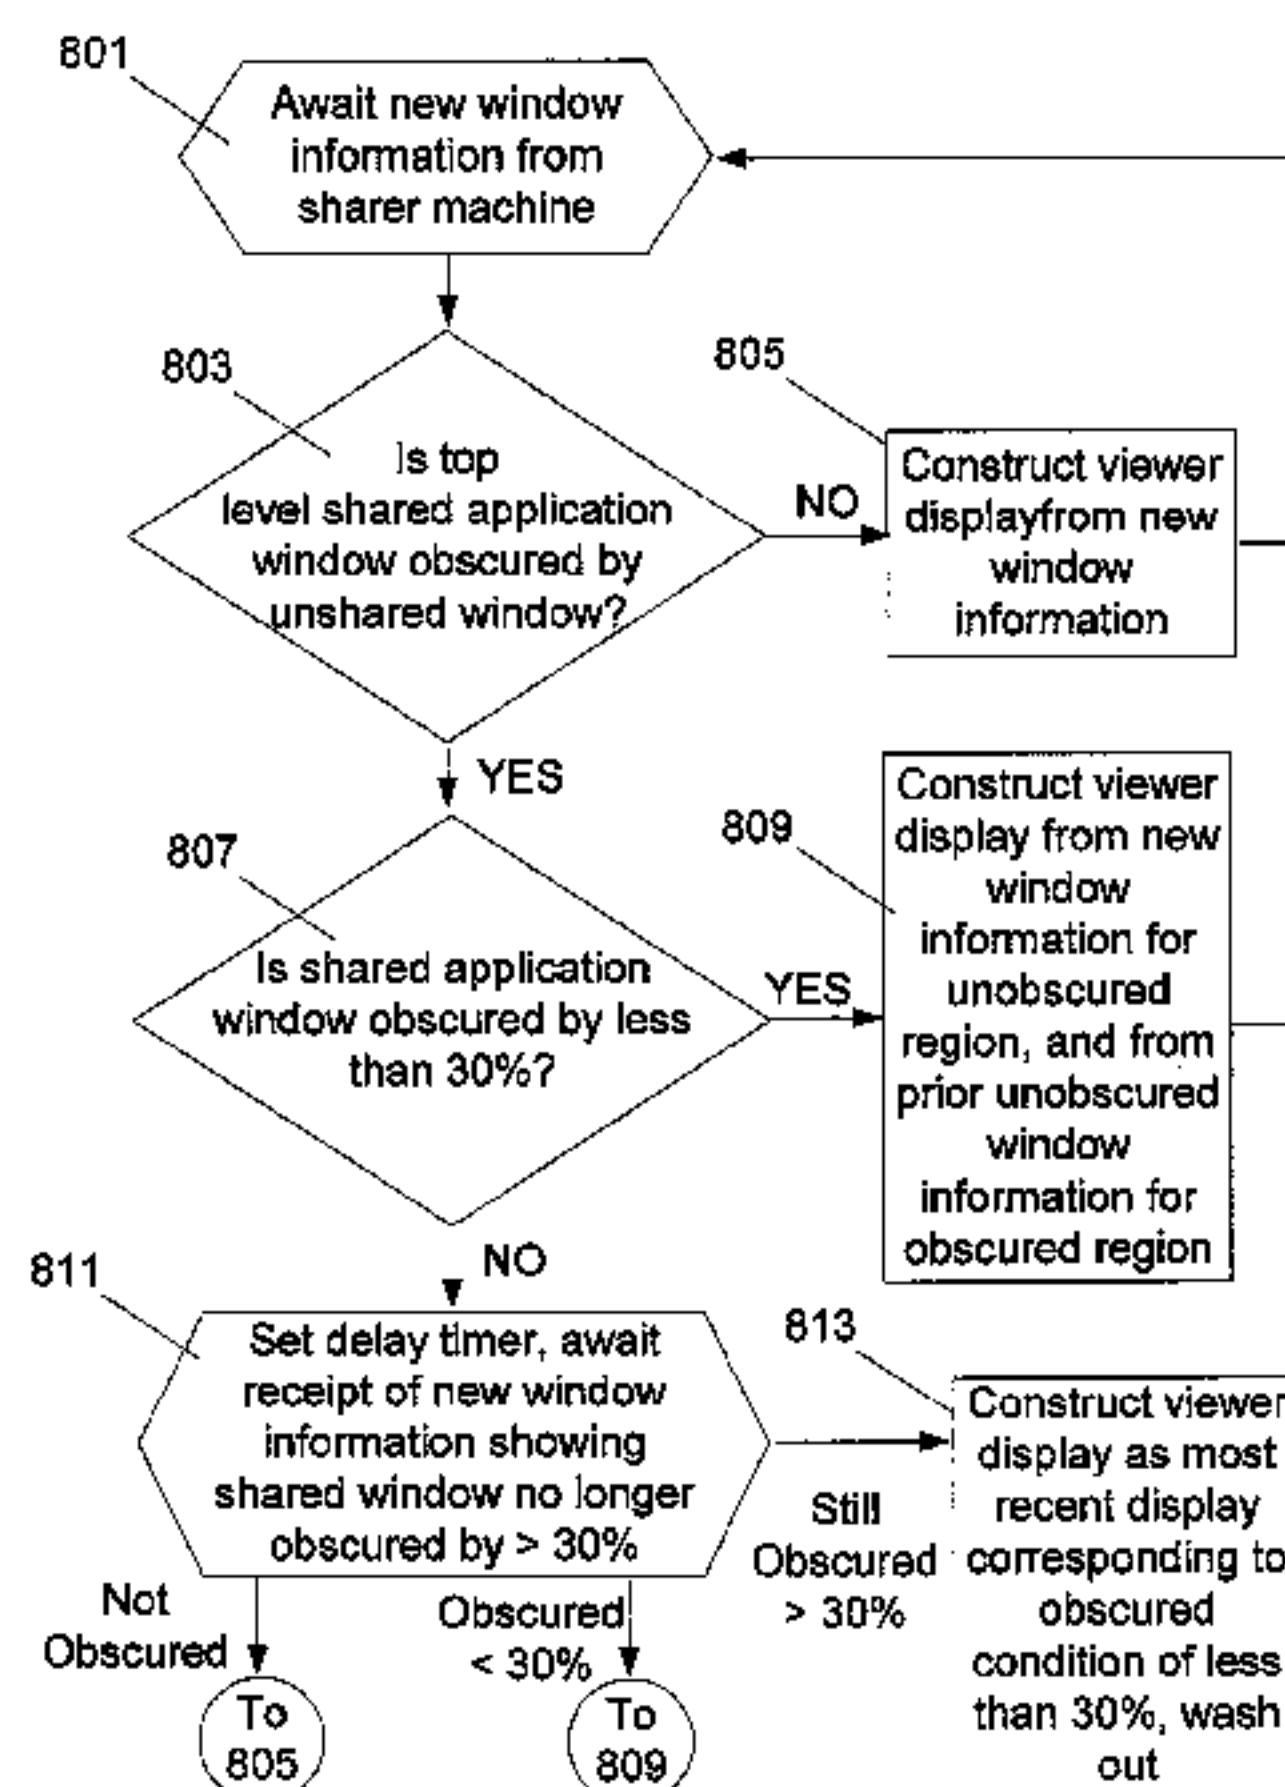 801
Await new window
information from
sharer machine
803
Is top
level shared application
window obscured by
unshared window?
NO
805
Construct viewer
displayfrom new
window
information
YES
807
Is shared application
window obscured by less
than 30%?
YES
809
Construct viewer
display from new
window
information for
unobscured
region, and from
prior unobscured
window
information for
obscured region
NO
811
Set delay timer, await
receipt of new window
information showing
shared window no longer
obscured by > 30%
813
Still
Obscured
> 30%
Construct viewer
display as most
recent display
corresponding to
obscured
condition of less
than 30%, wash
out
Not
Obscured
To
805
Obscured
< 30%
To
809